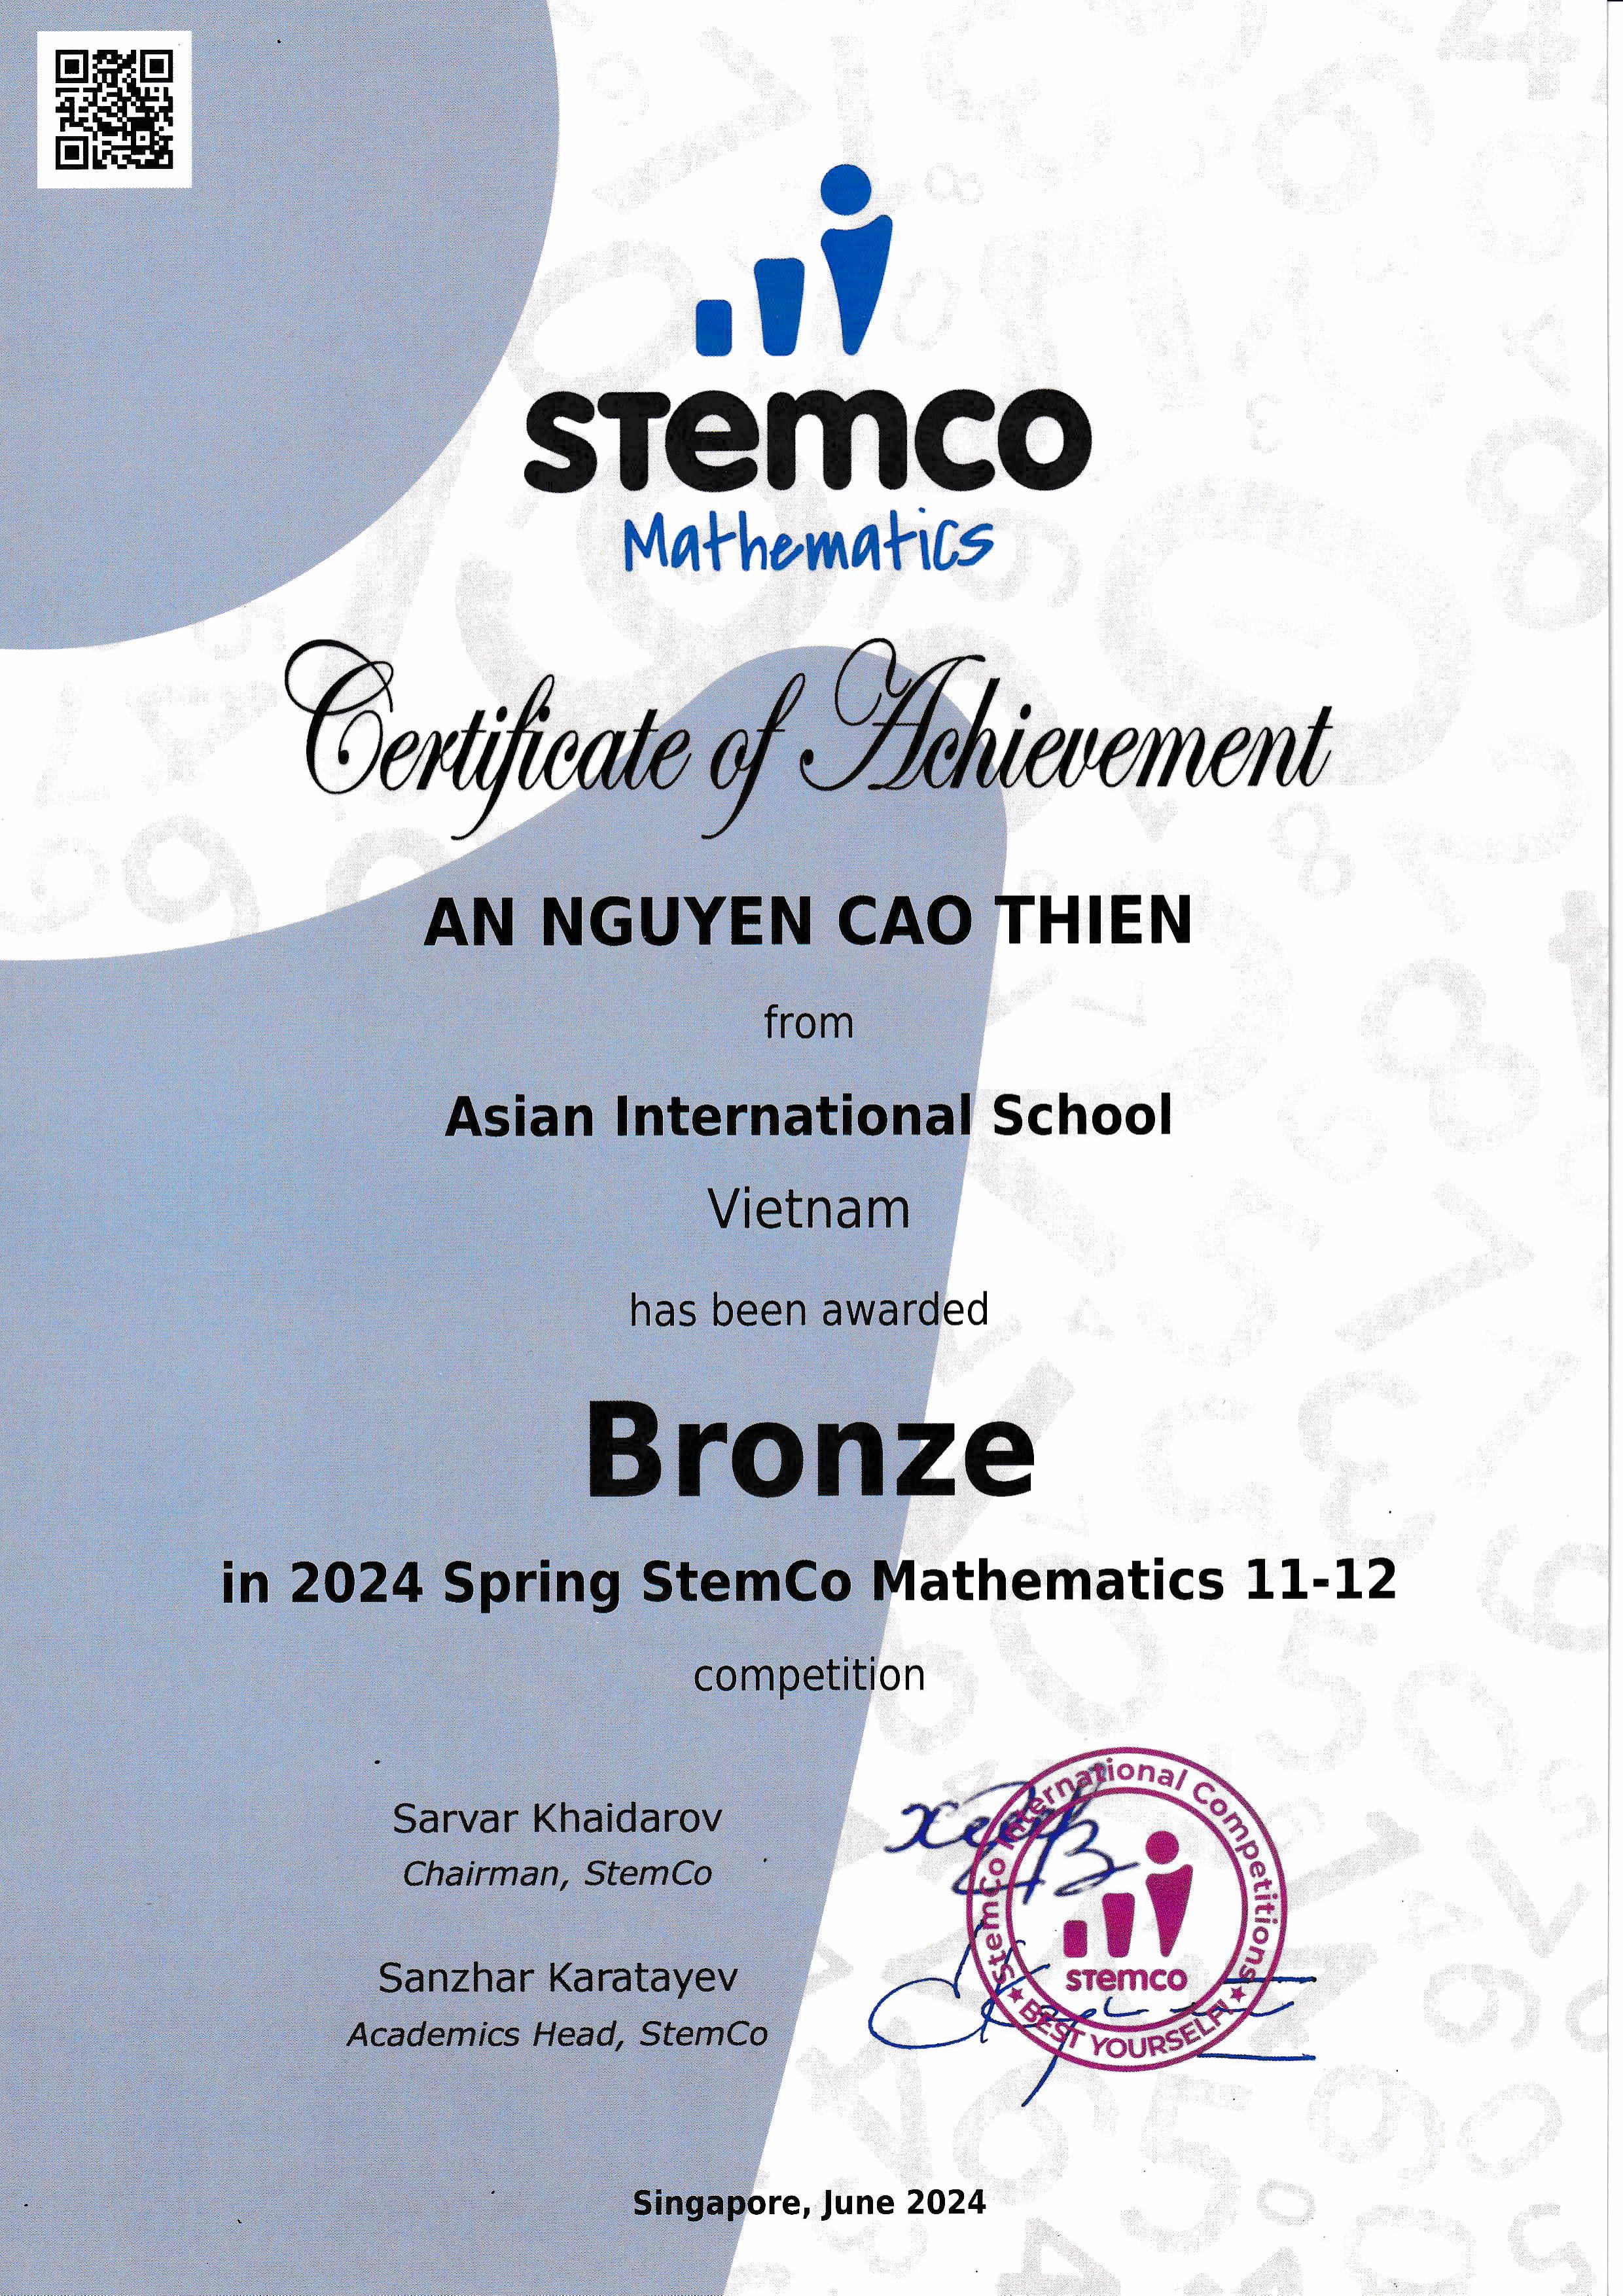 stemco
Mathematics
Certificate of Achievement
AN NGUYEN CAO THIEN
from
Asian International School
Vietnam
has been awarded
Bronze
in 2024 Spring StemCo Mathematics 11-12
competition
Sarvar Khaidarov
Chairman, StemCo
Sanzhar Karatayev
Academics Head, StemCo
StemCo International Competitions
stemco
BEST YOURSELF!
Singapore, June 2024